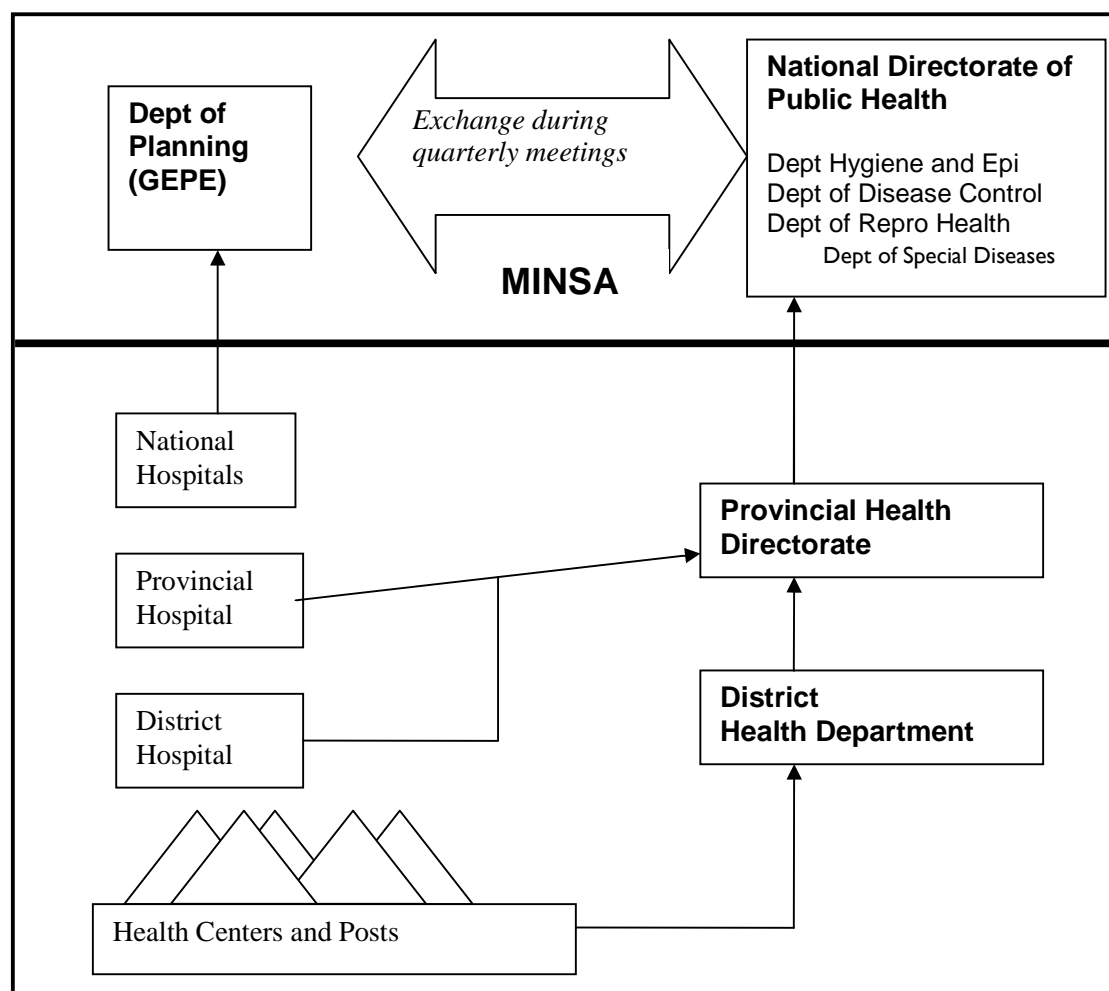 Dept of
Planning
(GEPE)
Exchange during
quarterly meetings
National Directorate of
Public Health
Dept Hygiene and Epi
Dept of Disease Control
Dept of Repro Health
Dept of Special Diseases
MINSA
National
Hospitals
Provincial Health
Directorate
Provincial
Hospital
District
Health Department
District
Hospital
Health Centers and Posts